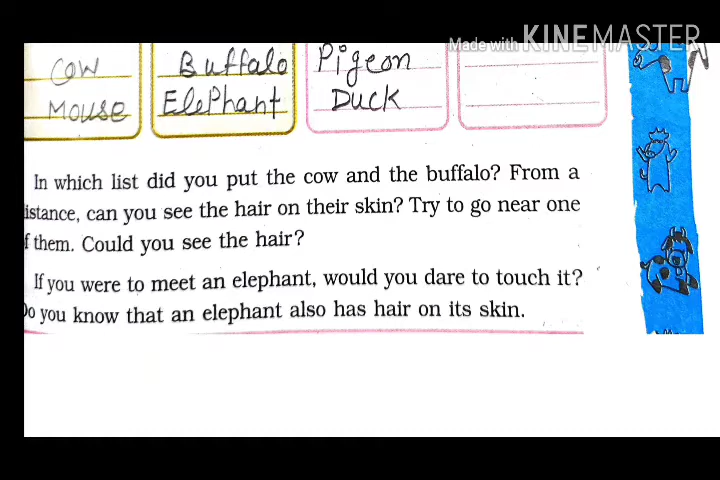 Made with KINEMASTER
Cow Buffalo Pigeon
Mouse ElePhant Duck
In which list did you put the cow and the buffalo? From a
istance, can you see the hair on their skin? Try to go near one
f them. Could you see the hair?
If you were to meet an elephant, would you dare to touch it?
Do you know that an elephant also has hair on its skin.